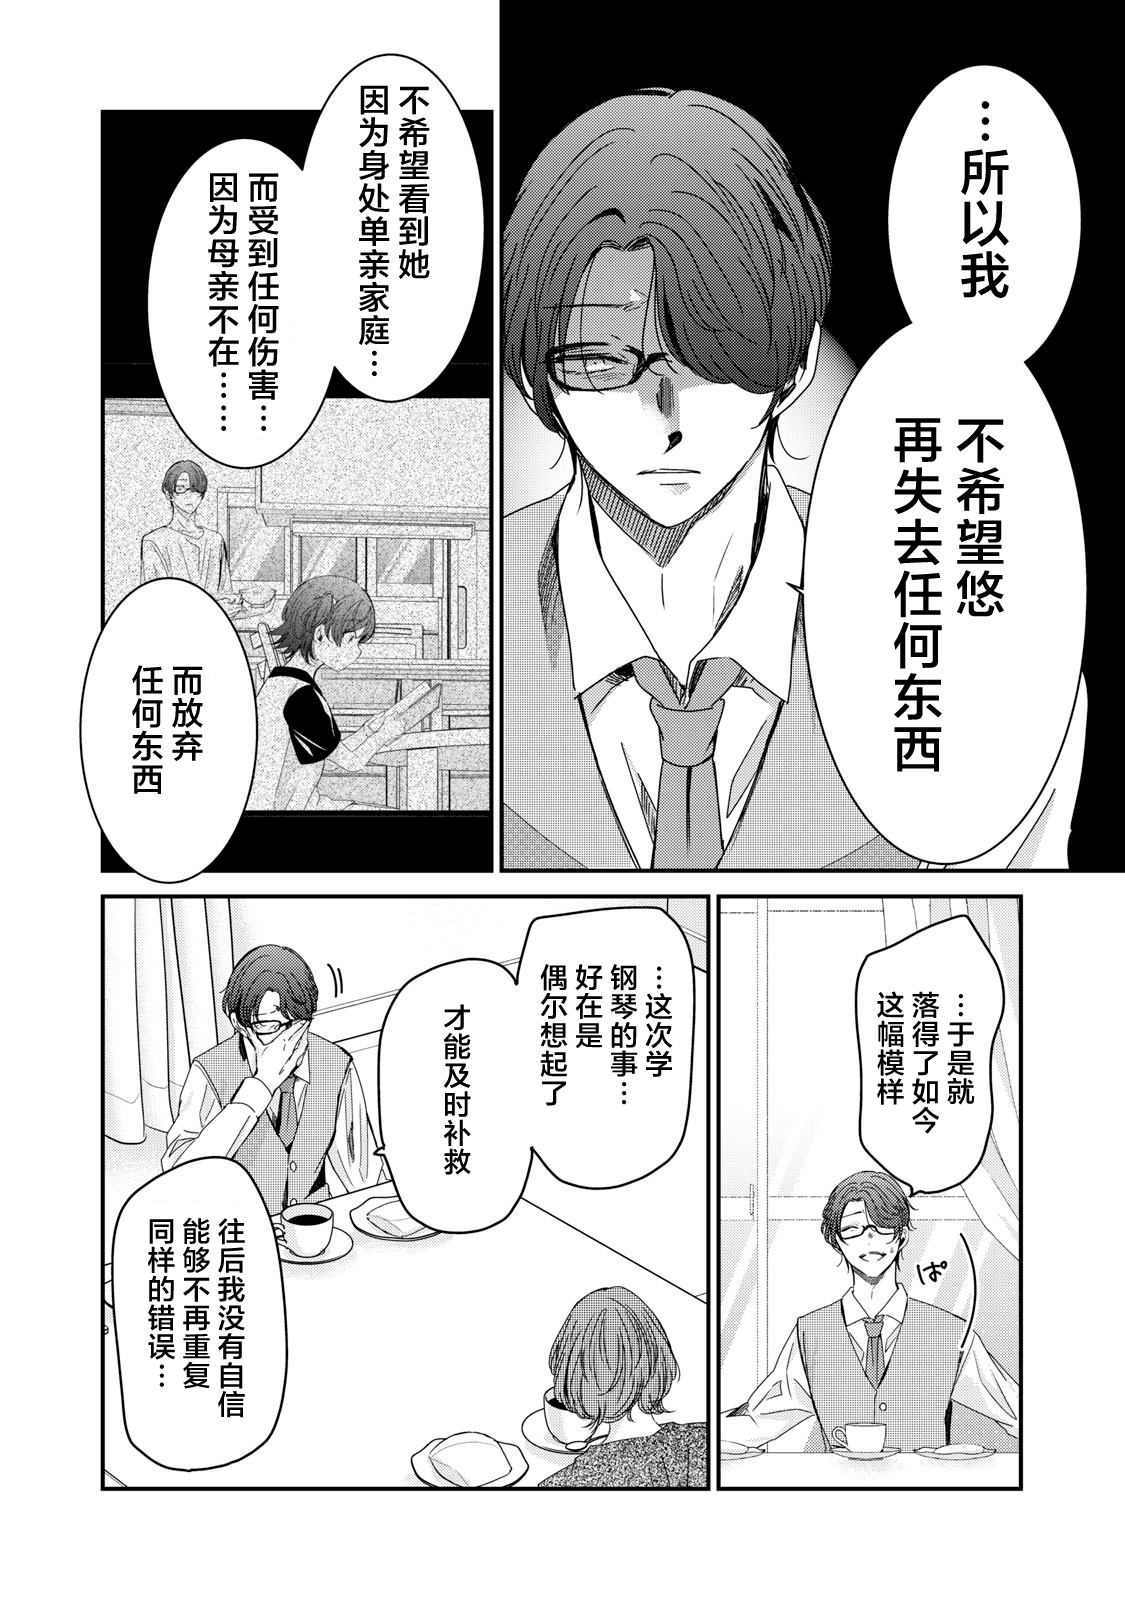 …所以我
不希望悠
再失去任何东西
不希望看到她
因为身处单亲家庭…
而受到任何伤害…
因为母亲不在……
而放弃
任何东西
…于是就
落得了如今
这幅模样
ぱっ
…这次学
钢琴的事…
好在是
偶尔想起了
才能及时补救
往后我没有自信
能够不再重复
同样的错误…